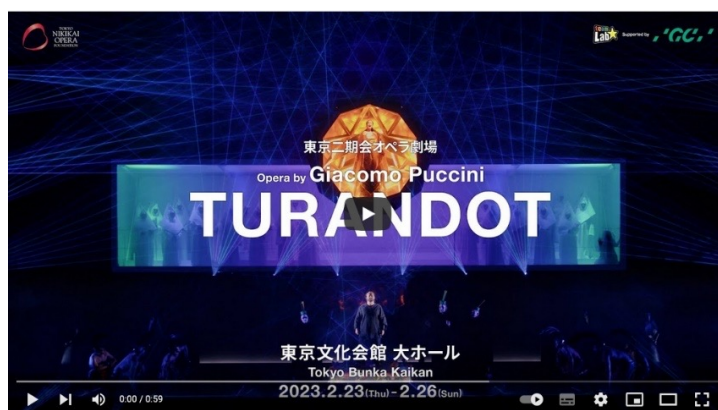 TOKYO
NIKIKAI
OPERA
FOUNDATION
Lab
Supported by 'GC,'
東京二期会オペラ劇場
Opera by Giacomo Puccini
TURANDOT
東京文化会館 大ホール
Tokyo Bunka Kaikan
2023.2.23(Thu)-2.26(Sun)
0:00 / 0:59